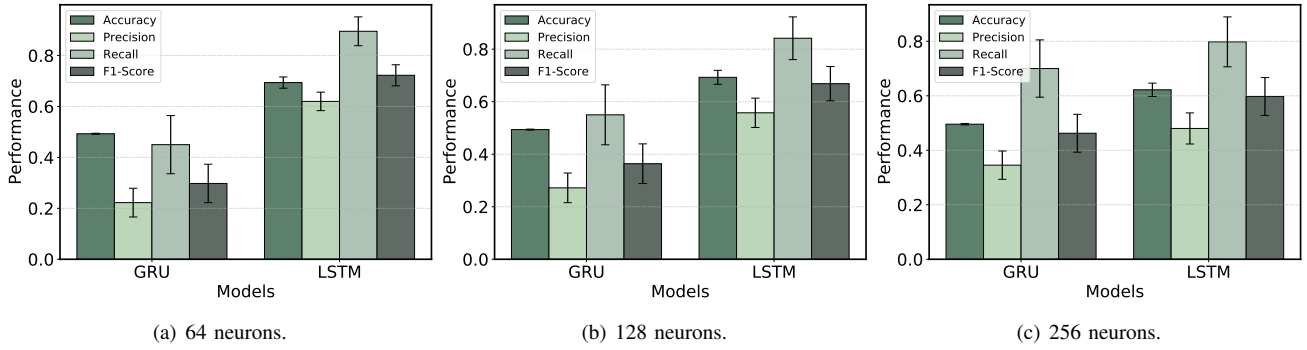 Performance
0.8
0.6
0.4
0.2
0.0
Accuracy
Precision
Recall
F1-Score
GRU LSTM
Models
(a) 64 neurons.
Performance
0.8
0.6
0.4
0.2
0.0
Accuracy
Precision
Recall
F1-Score
GRU LSTM
Models
(b) 128 neurons.
Performance
0.8
0.6
0.4
0.2
0.0
Accuracy
Precision
Recall
F1-Score
GRU LSTM
Models
(c) 256 neurons.